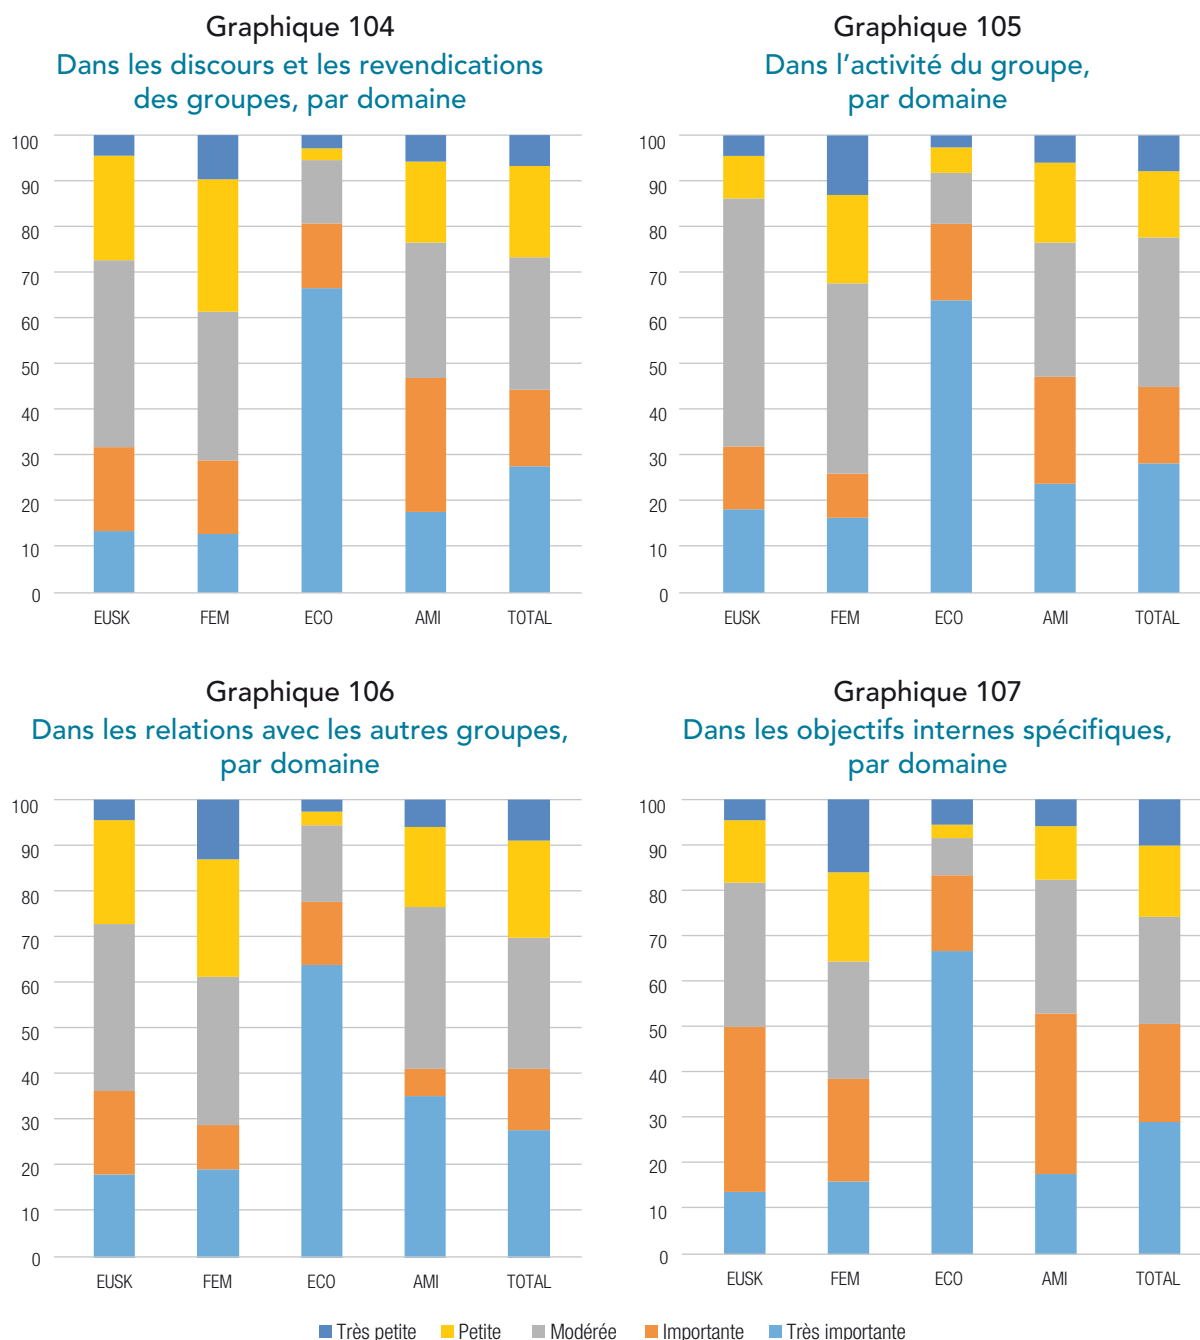 Graphique 104
Dans les discours et les revendications
des groupes, par domaine
100
90
80
70
60
50
40
30
20
10
0
EUSK FEM ECO AMI TOTAL
Graphique 105
Dans l'activité du groupe,
par domaine
100
90
80
70
60
50
40
30
20
10
0
EUSK FEM ECO AMI TOTAL
Graphique 106
Dans les relations avec les autres groupes,
par domaine
100
90
80
70
60
50
40
30
20
10
0
EUSK FEM ECO AMI TOTAL
Graphique 107
Dans les objectifs internes spécifiques,
par domaine
100
90
80
70
60
50
40
30
20
10
0
EUSK FEM ECO AMI TOTAL
Très petite Petite Modérée Importante Très importante